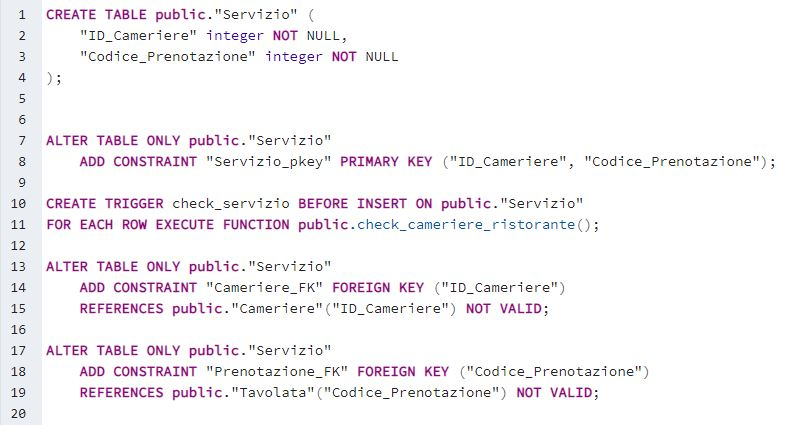 1 CREATE TABLE public."Servizio" (
2 "ID_Cameriere" integer NOT NULL,
3 "Codice_Prenotazione" integer NOT NULL
4 );
5
6
7 ALTER TABLE ONLY public."Servizio"
8 ADD CONSTRAINT "Servizio_pkey" PRIMARY KEY ("ID_Cameriere", "Codice_Prenotazione");
9
10 CREATE TRIGGER check_servizio BEFORE INSERT ON public."Servizio"
11 FOR EACH ROW EXECUTE FUNCTION public.check_cameriere_ristorante();
12
13 ALTER TABLE ONLY public."Servizio"
14 ADD CONSTRAINT "Cameriere_FK" FOREIGN KEY ("ID_Cameriere")
15 REFERENCES public."Cameriere"("ID_Cameriere") NOT VALID;
16
17 ALTER TABLE ONLY public."Servizio"
18 ADD CONSTRAINT "Prenotazione_FK" FOREIGN KEY ("Codice_Prenotazione")
19 REFERENCES public."Tavolata"("Codice_Prenotazione") NOT VALID;
20